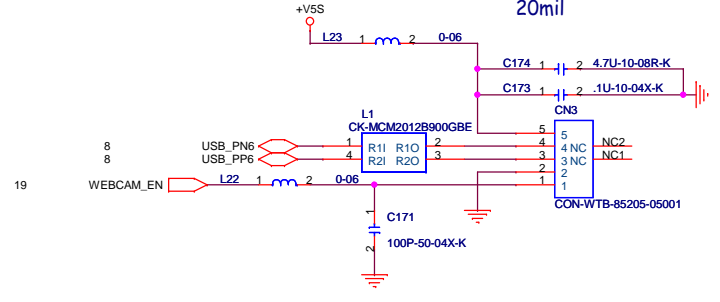 +V5S
20mil
L23 1 2 0-06
C174 1 2 4.7U-10-08R-K
C173 1 2 .1U-10-04X-K
CN3
L1
CK-MCM2012B900GBE
5 5
8 USB_PN6 1 R1I R1O 2 4 4 NC NC2
8 USB_PP6 4 R2I R2O 3 3 3 NC NC1
2 2
19 WEBCAM_EN L22 1 2 0-06 1 1
CON-WTB-85205-05001
1
C171
100P-50-04X-K
2